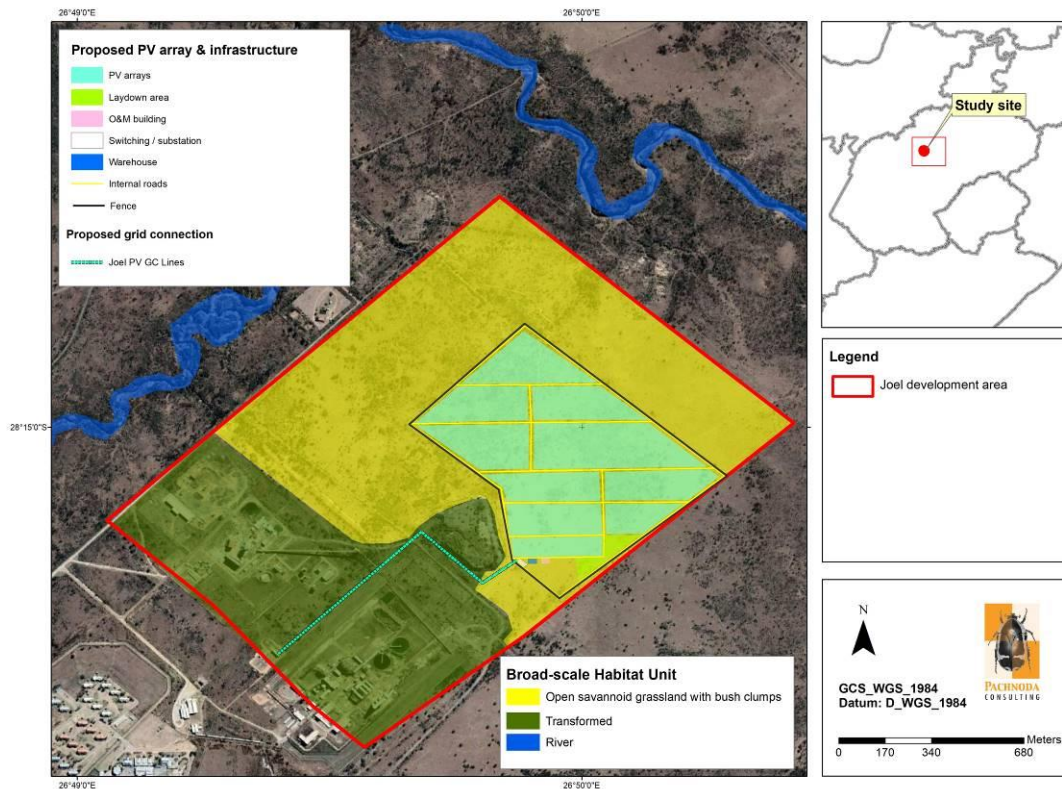 26°49'0"E
26°50'0"E
Proposed PV array & infrastructure
PV arrays
Laydown area
O&M building
Switching / substation
Warehouse
Internal roads
Fence
Proposed grid connection
Joel PV GC Lines
28°15'0"S
Broad-scale Habitat Unit
Open savannoid grassland with bush clumps
Transformed
River
26°49'0"E
26°50'0"E
Study site
Legend
Joel development area
N
GCS_WGS_1984
Datum: D_WGS_1984
PACHNODA
CONSULTING
Meters
0 170 340 680